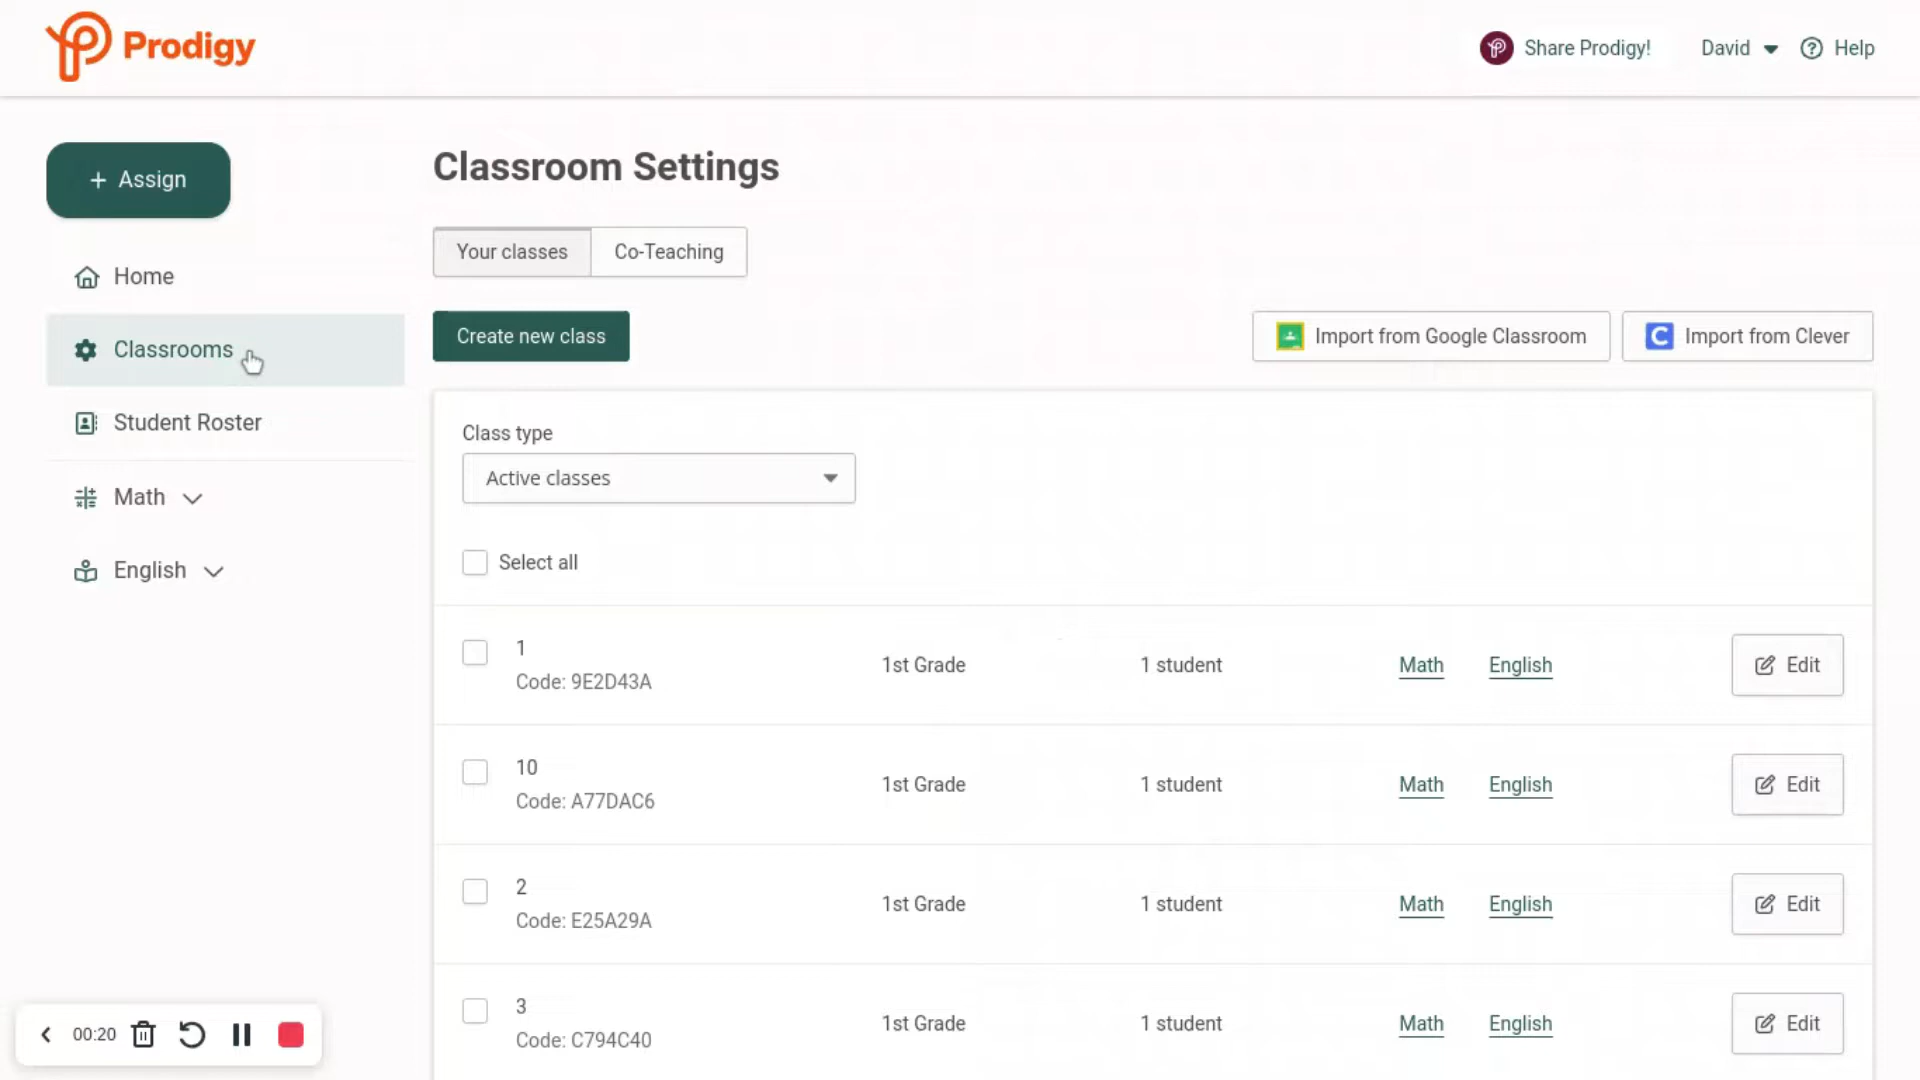 Prodigy
Share Prodigy!
David
Help
+ Assign
Home
Classrooms
Student Roster
Math
English
Classroom Settings
Your classes
Co-Teaching
Create new class
Import from Google Classroom
C Import from Clever
Class type
Active classes
Select all
1
Code: 9E2D43A
1st Grade
1 student
Math
English
Edit
10
Code: A77DAC6
1st Grade
1 student
Math
English
Edit
2
Code: E25A29A
1st Grade
1 student
Math
English
Edit
3
Code: C794C40
1st Grade
1 student
Math
English
Edit
00:20